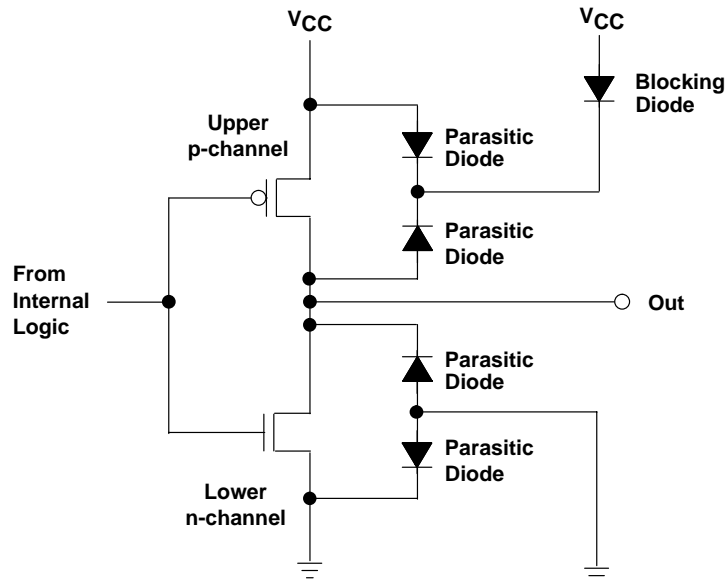 VCC
VCC
Blocking
Diode
Upper
p-channel
Parasitic
Diode
Parasitic
Diode
From
Internal
Logic
Out
Parasitic
Diode
Parasitic
Diode
Lower
n-channel